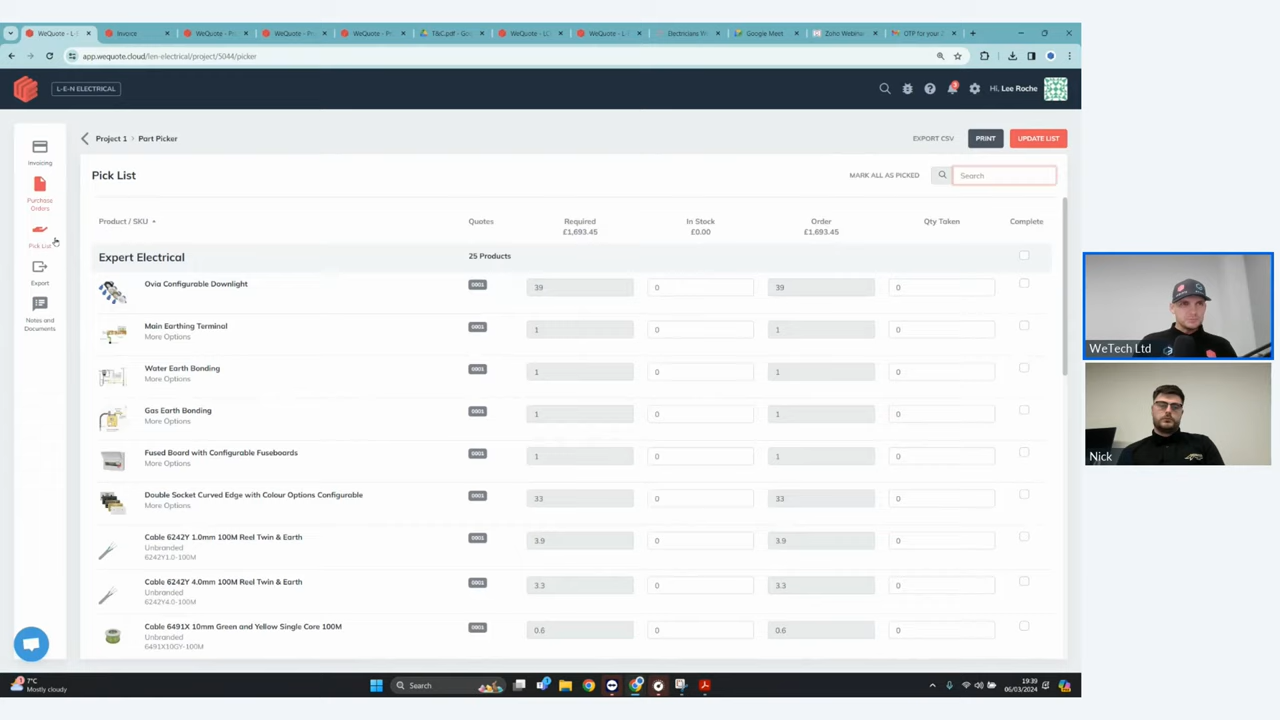 WeQuote - L-E
Invoice
WeQuote - P
WeQuote - Pr
WeQuote - Pr
T&C.pdf - Goo
WeQuote - LO
WeQuote - L-
Electricians W
Google Meet
Zoho Webinar
OTP for your Z
app.wequote.cloud/len-electrical/project/5044/picker
L-E-N ELECTRICAL
Hi, Lee Roche
Invoicing
Purchase
Orders
Pick List
Export
Notes and
Documents
Project 1 > Part Picker
EXPORT CSV
PRINT
UPDATE LIST
Pick List
MARK ALL AS PICKED
Search
Product / SKU
Quotes
Required
£1,693.45
In Stock
£0.00
Order
£1,693.45
Qty Taken
Complete
Expert Electrical
25 Products
Ovia Configurable Downlight
0001
39
0
39
0
Main Earthing Terminal
More Options
0001
1
0
1
0
Water Earth Bonding
More Options
0001
1
0
1
0
Gas Earth Bonding
More Options
0001
1
0
1
0
Fused Board with Configurable Fuseboards
More Options
0001
1
0
1
0
Double Socket Curved Edge with Colour Options Configurable
More Options
0001
33
0
33
0
Cable 6242Y 1.0mm 100M Reel Twin & Earth
Unbranded
6242Y1.0-100M
0001
3.9
0
3.9
0
Cable 6242Y 4.0mm 100M Reel Twin & Earth
Unbranded
6242Y4.0-100M
0001
3.3
0
3.3
0
Cable 6491X 10mm Green and Yellow Single Core 100M
Unbranded
6491X10GY-100M
0001
0.6
0
0.6
0
WeTech Ltd
Nick
7°C
Mostly cloudy
Search
19:39
06/03/2024